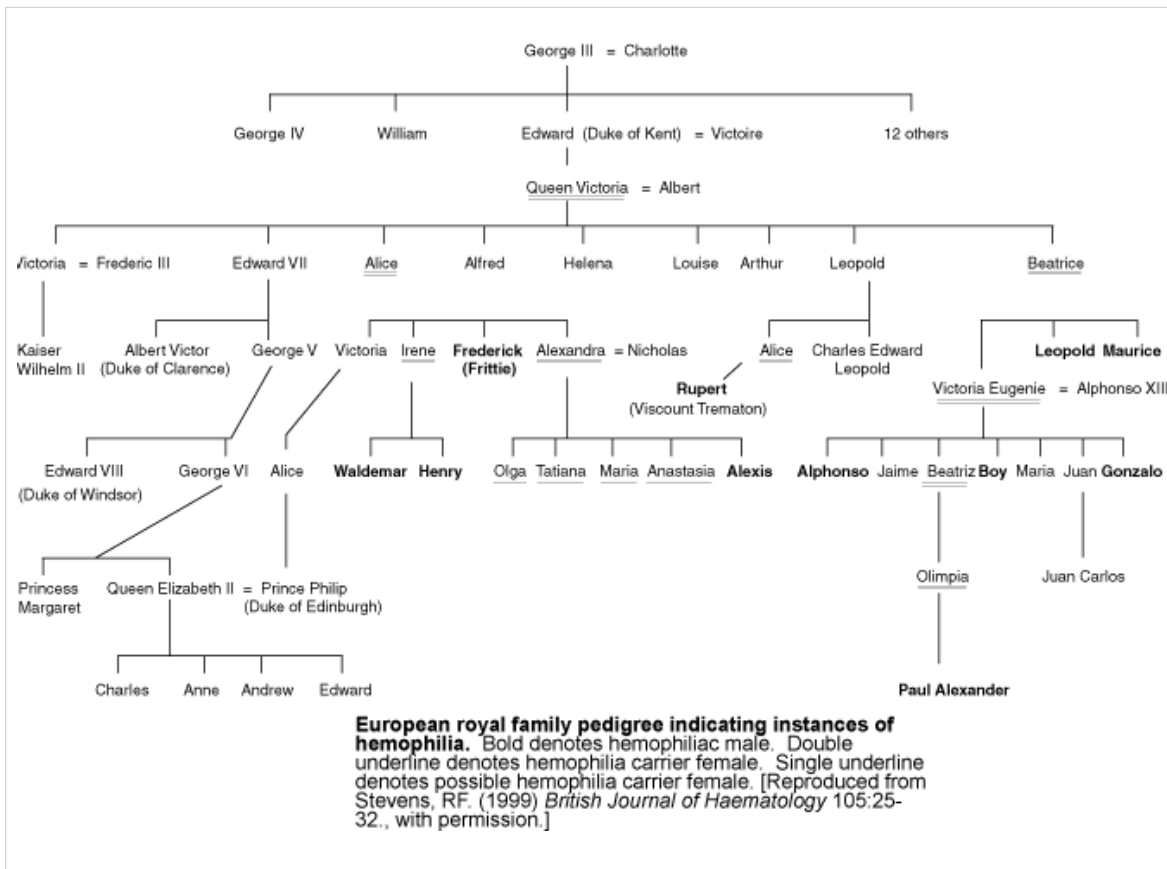 George III = Charlotte
George IV William Edward (Duke of Kent) = Victoire 12 others
Queen Victoria = Albert
Victoria = Frederic III Edward VII Alice Alfred Helena Louise Arthur Leopold Beatrice
Kaiser Albert Victor George V Victoria Irene Frederick Alexandra = Nicholas Alice Charles Edward Leopold Maurice
Wilhelm II (Duke of Clarence) (Frittie) Leopold
Rupert Victoria Eugenie = Alphonso XIII
(Viscount Trematon)
Edward VIII George VI Alice Waldemar Henry Olga Tatiana Maria Anastasia Alexis Alphonso Jaime Beatriz Boy Maria Juan Gonzalo
(Duke of Windsor)
Princess Queen Elizabeth II = Prince Philip Olimpia Juan Carlos
Margaret (Duke of Edinburgh)
Charles Anne Andrew Edward Paul Alexander
European royal family pedigree indicating instances of
hemophilia. Bold denotes hemophiliac male. Double
underline denotes hemophilia carrier female. Single underline
denotes possible hemophilia carrier female. [Reproduced from
Stevens, RF. (1999) British Journal of Haematology 105:25-
32., with permission.]